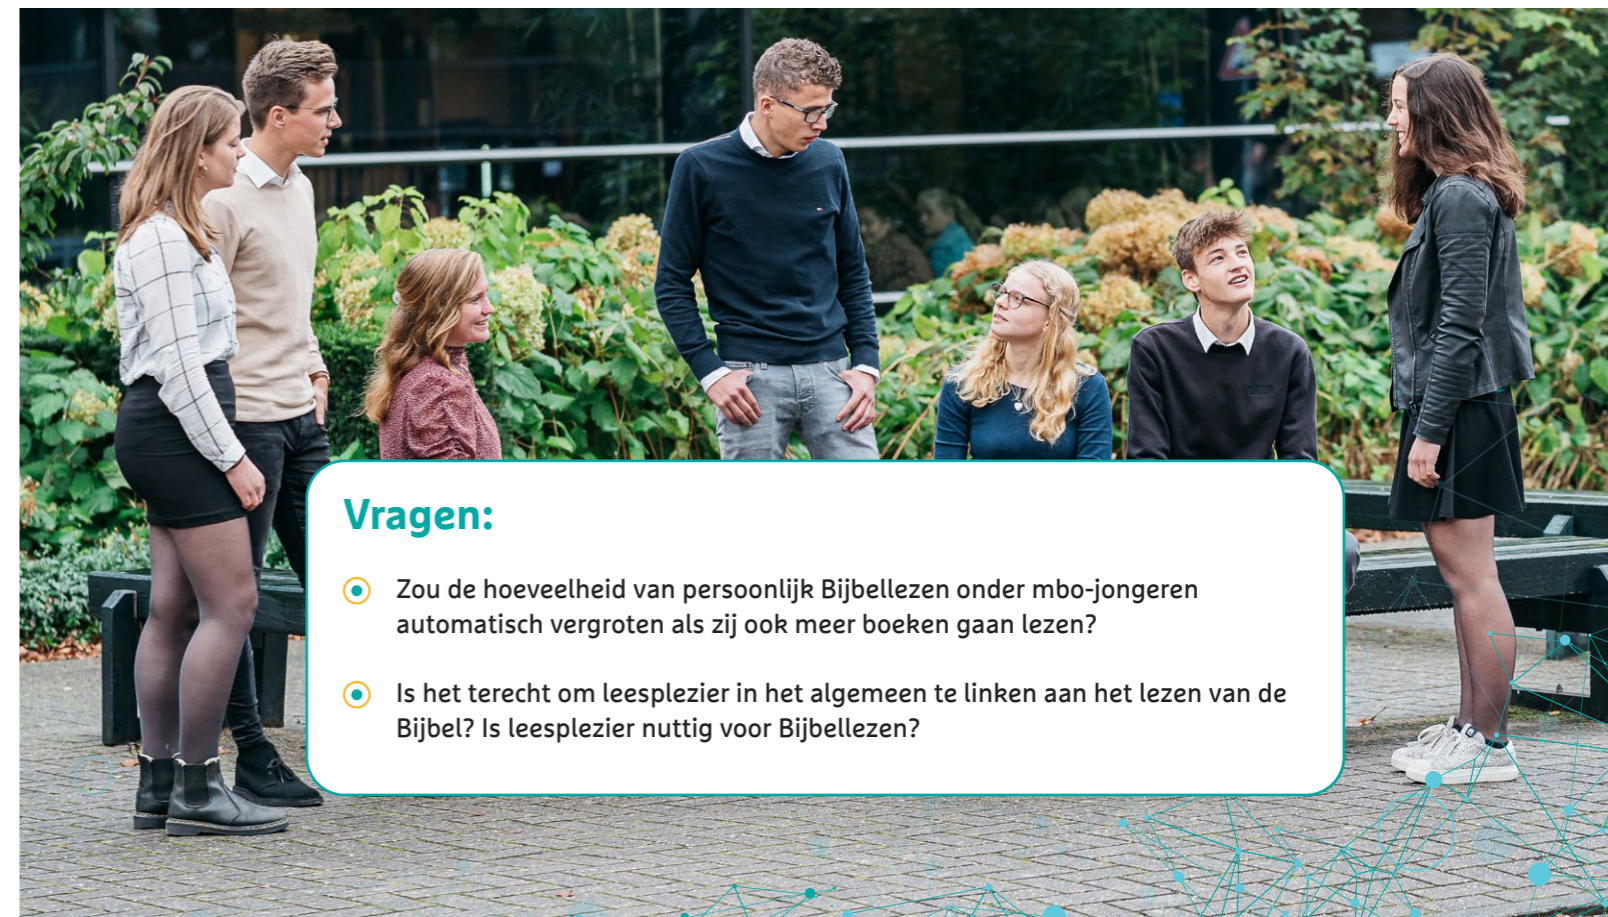 Vragen:
Zou de hoeveelheid van persoonlijk Bijbellezen onder mbo-jongeren
automatisch vergroten als zij ook meer boeken gaan lezen?
Is het terecht om leesplezier in het algemeen te linken aan het lezen van de
Bijbel? Is leesplezier nuttig voor Bijbellezen?